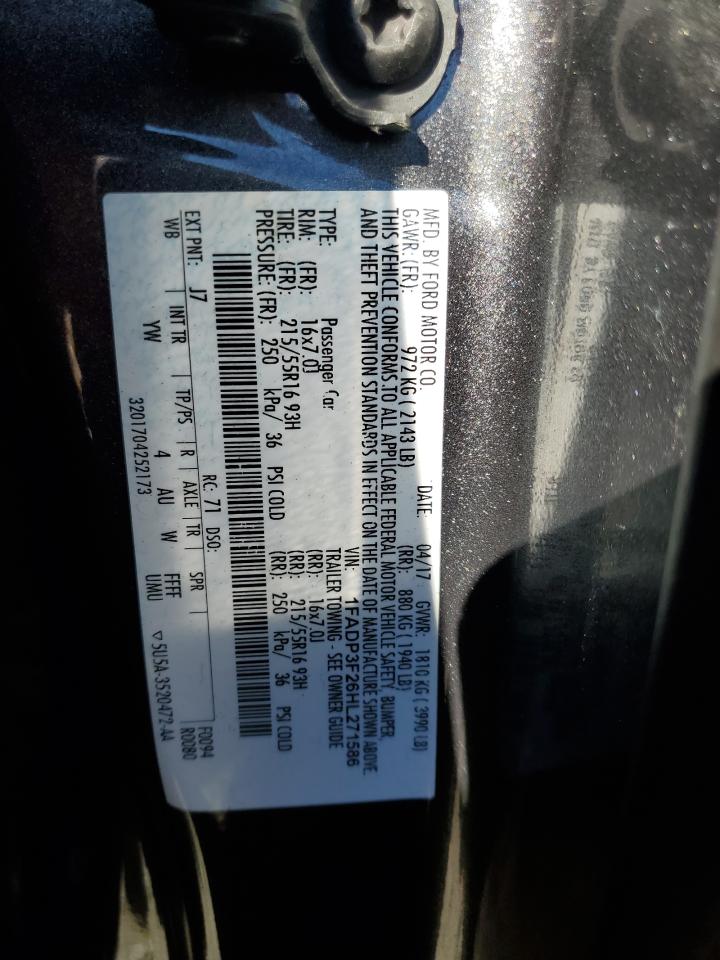 MFD. BY FORD MOTOR CO.
DATE: 04/17 GVWR: 1810 KG ( 3990 LB)
GAWR: (FR): 972 KG ( 2143 LB) (RR): 880 KG ( 1940 LB)
THIS VEHICLE CONFORMS TO ALL APPLICABLE FEDERAL MOTOR VEHICLE SAFETY, BUMPER,
AND THEFT PREVENTION STANDARDS IN EFFECT ON THE DATE OF MANUFACTURE SHOWN ABOVE.
VIN: 1FADP3F26HL271586
TYPE: Passenger Car TRAILER TOWING - SEE OWNER GUIDE
RIM: (FR): 16x7.0J (RR): 16x7.0J
TIRE: (FR): 215/55R16 93H (RR): 215/55R16 93H
PRESSURE: (FR): 250 kPa/ 36 PSI COLD (RR): 250 kPa/ 36 PSI COLD
EXT PNT: J7 RC: 71 DSO: F0094
WB INT TR TP/PS R AXLE TR SPR R0080
YW 4 AU W FFFF UMU
3201704252173 ▽5U5A-3520472-AA